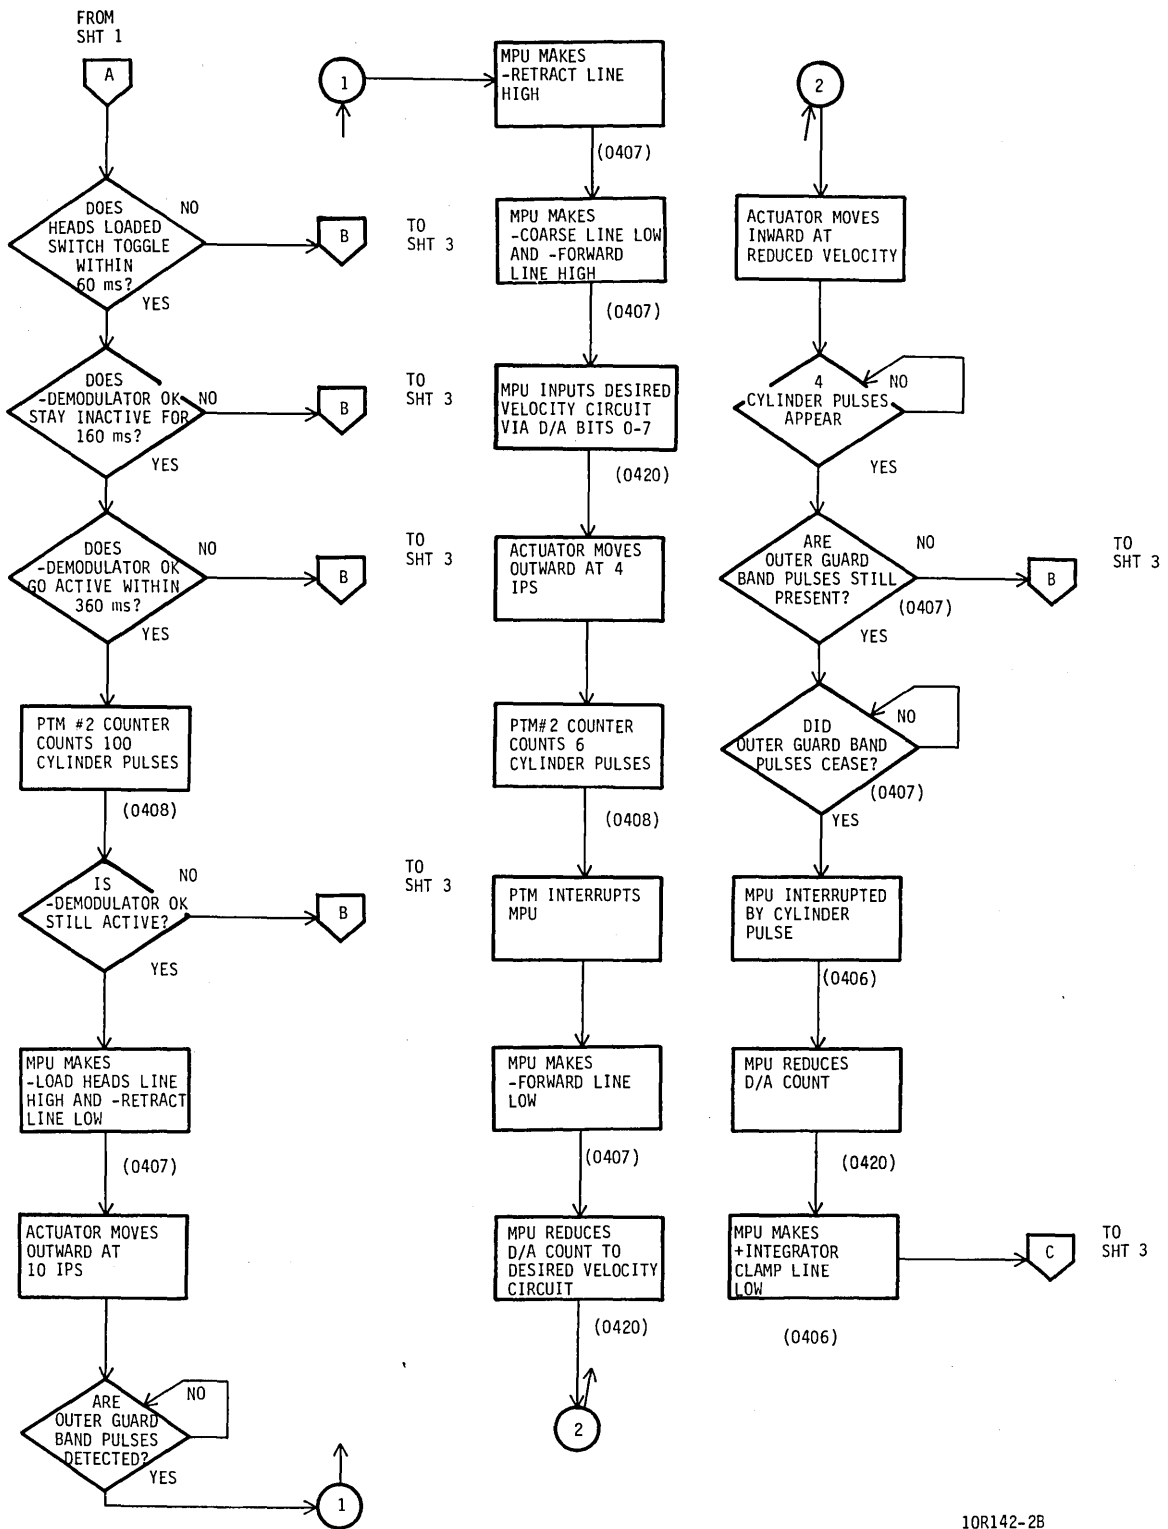 FROM
SHT 1
A
DOES
HEADS LOADED
SWITCH TOGGLE
WITHIN
60 ms?
NO
B
TO
SHT 3
YES
DOES
-DEMODULATOR OK
STAY INACTIVE FOR
160 ms?
NO
B
TO
SHT 3
YES
DOES
-DEMODULATOR OK
GO ACTIVE WITHIN
360 ms?
NO
B
TO
SHT 3
YES
PTM #2 COUNTER
COUNTS 100
CYLINDER PULSES
(0408)
IS
-DEMODULATOR OK
STILL ACTIVE?
NO
B
TO
SHT 3
YES
MPU MAKES
-LOAD HEADS LINE
HIGH AND -RETRACT
LINE LOW
(0407)
ACTUATOR MOVES
OUTWARD AT
10 IPS
ARE
OUTER GUARD
BAND PULSES
DETECTED?
NO
YES
1
1
MPU MAKES
-RETRACT LINE
HIGH
(0407)
MPU MAKES
-COARSE LINE LOW
AND -FORWARD
LINE HIGH
(0407)
MPU INPUTS DESIRED
VELOCITY CIRCUIT
VIA D/A BITS 0-7
(0420)
ACTUATOR MOVES
OUTWARD AT 4
IPS
PTM#2 COUNTER
COUNTS 6
CYLINDER PULSES
(0408)
PTM INTERRUPTS
MPU
MPU MAKES
-FORWARD LINE
LOW
(0407)
MPU REDUCES
D/A COUNT TO
DESIRED VELOCITY
CIRCUIT
(0420)
2
2
ACTUATOR MOVES
INWARD AT
REDUCED VELOCITY
4
CYLINDER PULSES
APPEAR
NO
YES
ARE
OUTER GUARD
BAND PULSES STILL
PRESENT?
NO
(0407)
B
TO
SHT 3
YES
DID
OUTER GUARD BAND
PULSES CEASE?
NO
(0407)
YES
MPU INTERRUPTED
BY CYLINDER
PULSE
(0406)
MPU REDUCES
D/A COUNT
(0420)
MPU MAKES
+INTEGRATOR
CLAMP LINE
LOW
(0406)
C
TO
SHT 3
10R142-2B